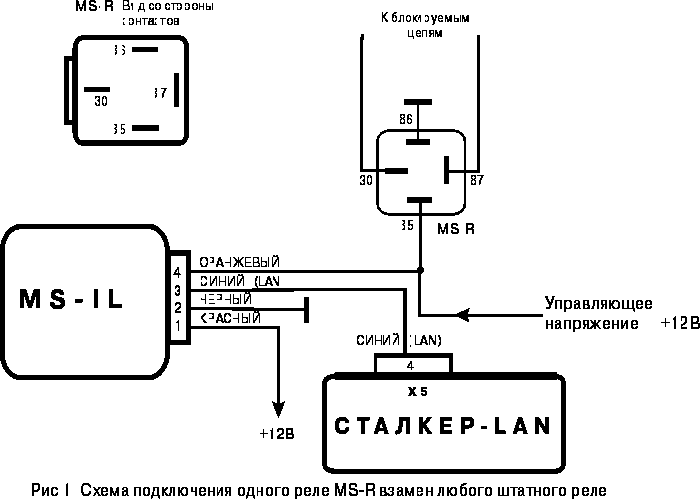 MS-R Вид со стороны
контактов
86
30
87
85
К блокируемым
цепям
86
30
87
85
MS R
MS-IL
4
ОРАНЖЕВЫЙ
3
СИНИЙ (LAN
2
ЧЕРНЫЙ
1
КРАСНЫЙ
Управляющее
напряжение +12В
СИНИЙ (LAN)
4
X5
+12В
СТАЛКЕР-LAN
Рис 1 Схема подключения одного реле MS-R взамен любого штатного реле